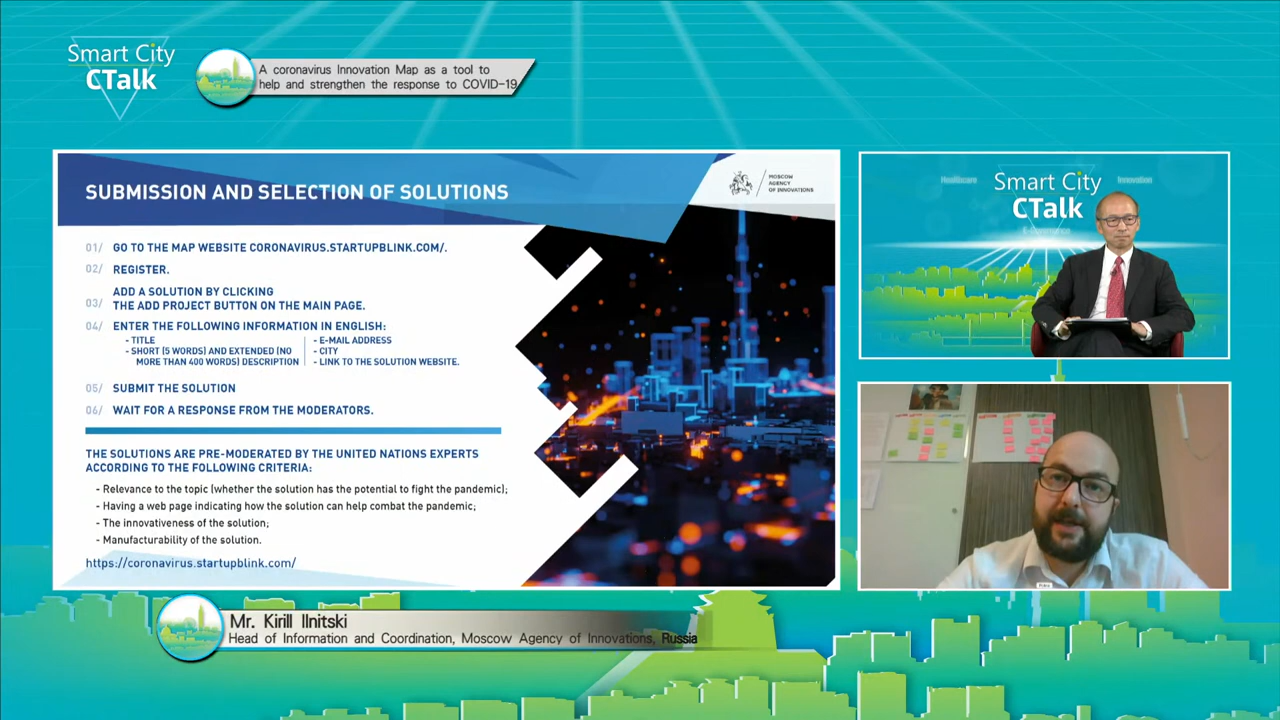 Smart City
CTalk
A coronavirus Innovation Map as a tool to
help and strengthen the response to COVID-19
SUBMISSION AND SELECTION OF SOLUTIONS
MOSCOW
AGENCY
OF INNOVATIONS
01/ GO TO THE MAP WEBSITE CORONAVIRUS.STARTUPBLINK.COM/.
02/ REGISTER.
03/ ADD A SOLUTION BY CLICKING
THE ADD PROJECT BUTTON ON THE MAIN PAGE.
04/ ENTER THE FOLLOWING INFORMATION IN ENGLISH:
- TITLE
- SHORT (5 WORDS) AND EXTENDED (NO
MORE THAN 400 WORDS) DESCRIPTION
- E-MAIL ADDRESS
- CITY
- LINK TO THE SOLUTION WEBSITE.
05/ SUBMIT THE SOLUTION
06/ WAIT FOR A RESPONSE FROM THE MODERATORS.
THE SOLUTIONS ARE PRE-MODERATED BY THE UNITED NATIONS EXPERTS
ACCORDING TO THE FOLLOWING CRITERIA:
- Relevance to the topic (whether the solution has the potential to fight the pandemic);
- Having a web page indicating how the solution can help combat the pandemic;
- The innovativeness of the solution;
- Manufacturability of the solution.
https://coronavirus.startupblink.com/
Healthcare
Smart City
CTalk
Innovation
E-Governance
Mr. Kirill Ilnitski
Head of Information and Coordination, Moscow Agency of Innovations, Russia